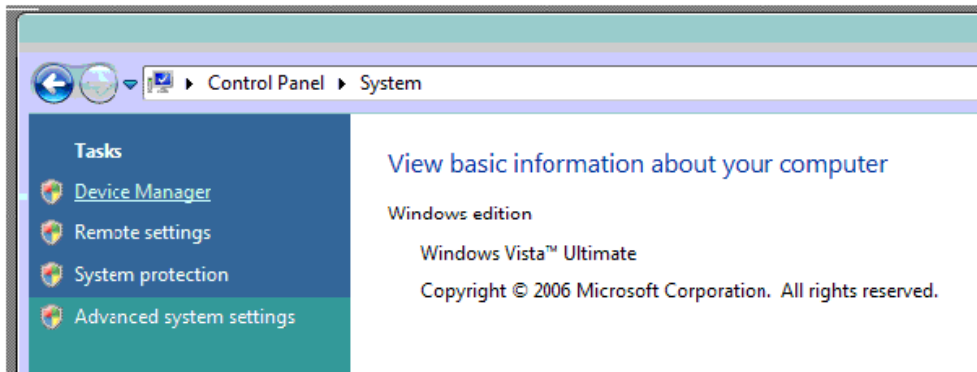 Control Panel System
Tasks
Device Manager
Remote settings
System protection
Advanced system settings
View basic information about your computer
Windows edition
Windows Vista™ Ultimate
Copyright © 2006 Microsoft Corporation. All rights reserved.